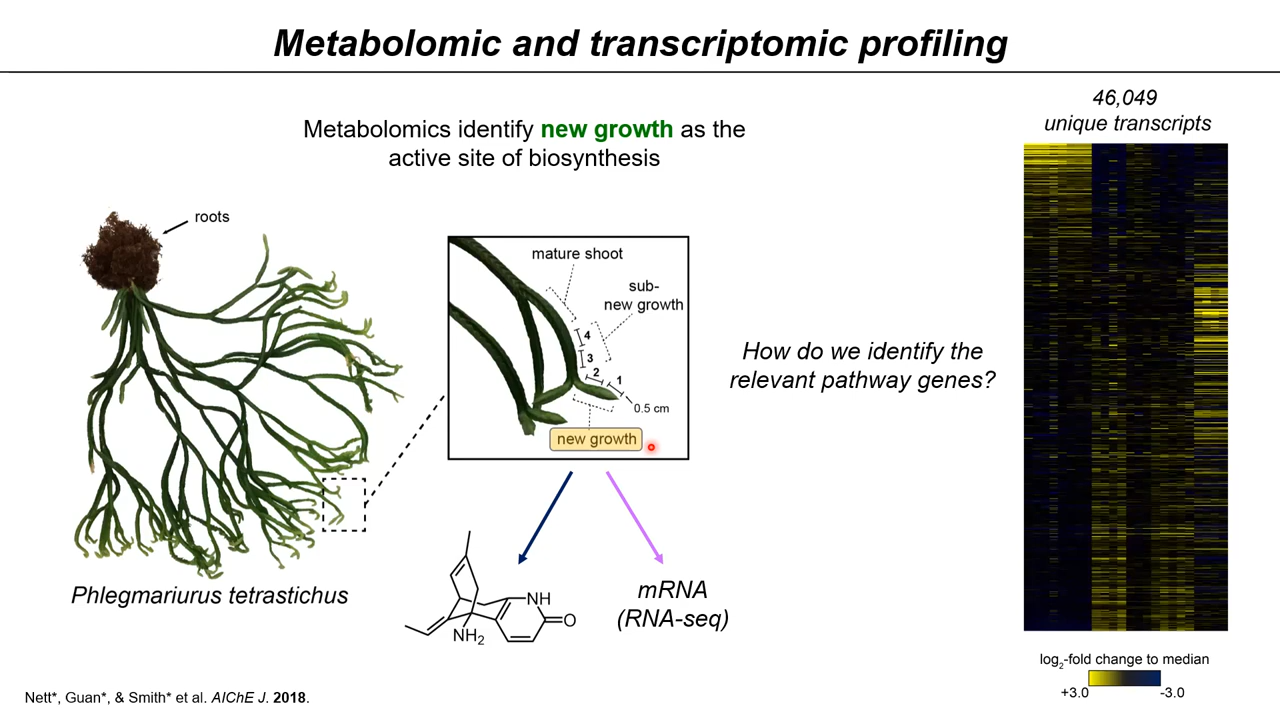 Metabolomic and transcriptomic profiling
46,049
unique transcripts
Metabolomics identify new growth as the
active site of biosynthesis
roots
mature shoot
sub-
new growth
4
3
2
1
0.5 cm
new growth
How do we identify the
relevant pathway genes?
Phlegmariurus tetrastichus
NH
O
NH2
mRNA
(RNA-seq)
log2-fold change to median
+3.0
-3.0
Nett*, Guan*, & Smith* et al. AIChE J. 2018.